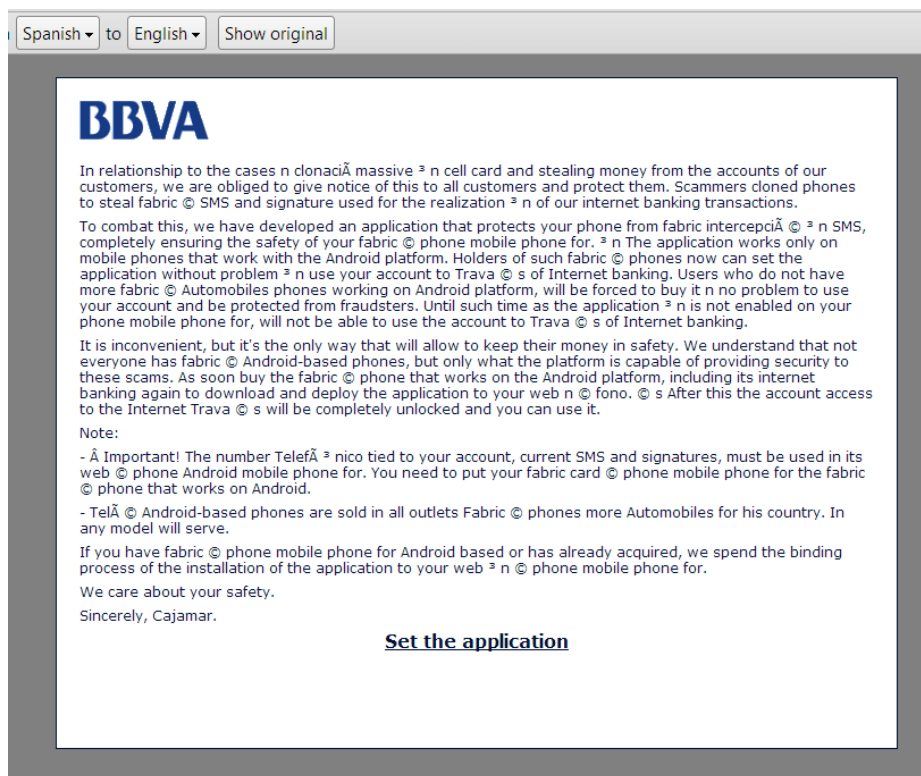 Spanish to English Show original
BBVA
In relationship to the cases n clonaciÃ massive ³ n cell card and stealing money from the accounts of our
customers, we are obliged to give notice of this to all customers and protect them. Scammers cloned phones
to steal fabric © SMS and signature used for the realization ³ n of our internet banking transactions.
To combat this, we have developed an application that protects your phone from fabric intercepciÃ © ³ n SMS,
completely ensuring the safety of your fabric © phone mobile phone for. ³ n The application works only on
mobile phones that work with the Android platform. Holders of such fabric © phones now can set the
application without problem ³ n use your account to Trava © s of Internet banking. Users who do not have
more fabric © Automobiles phones working on Android platform, will be forced to buy it n no problem to use
your account and be protected from fraudsters. Until such time as the application ³ n is not enabled on your
phone mobile phone for, will not be able to use the account to Trava © s of Internet banking.
It is inconvenient, but it's the only way that will allow to keep their money in safety. We understand that not
everyone has fabric © Android-based phones, but only what the platform is capable of providing security to
these scams. As soon buy the fabric © phone that works on the Android platform, including its internet
banking again to download and deploy the application to your web n © fono. © s After this the account access
to the Internet Trava © s will be completely unlocked and you can use it.
Note:
- Â Important! The number TelefÃ ³ nico tied to your account, current SMS and signatures, must be used in its
web © phone Android mobile phone for. You need to put your fabric card © phone mobile phone for the fabric
© phone that works on Android.
- TelÃ © Android-based phones are sold in all outlets Fabric © phones more Automobiles for his country. In
any model will serve.
If you have fabric © phone mobile phone for Android based or has already acquired, we spend the binding
process of the installation of the application to your web ³ n © phone mobile phone for.
We care about your safety.
Sincerely, Cajamar.
Set the application